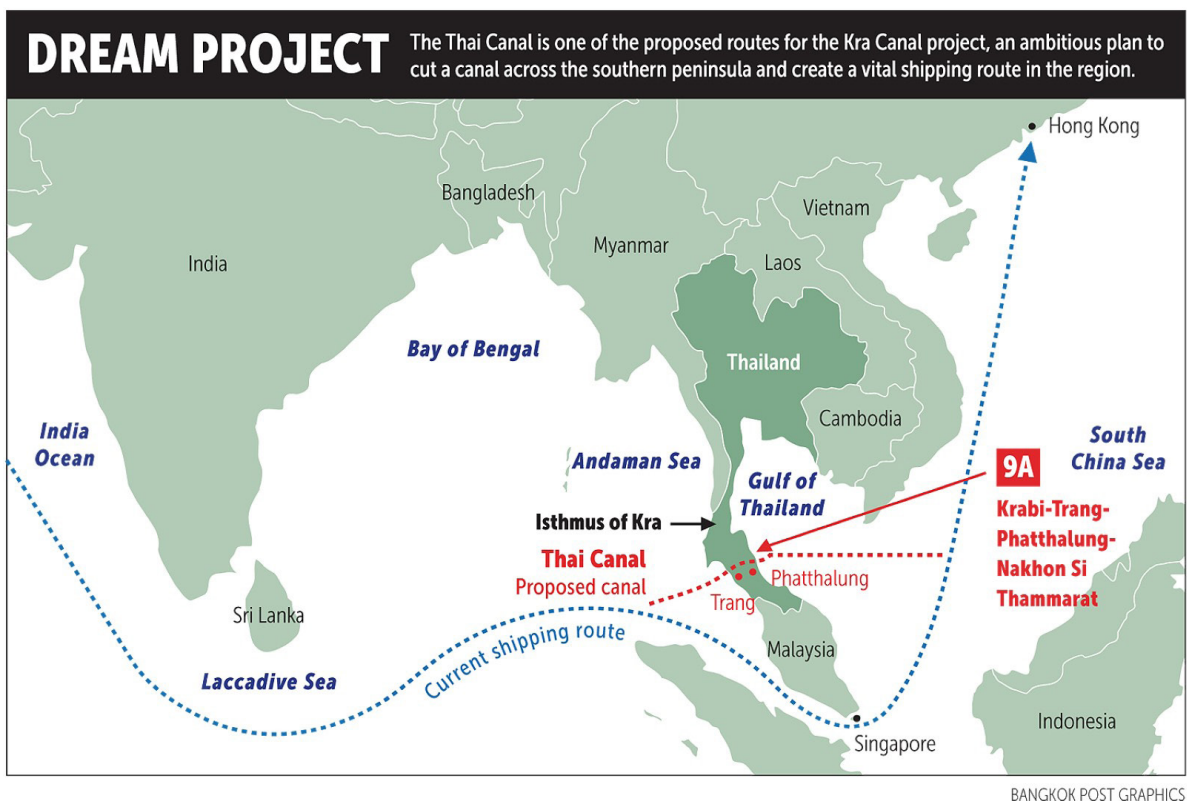 DREAM PROJECT
The Thai Canal is one of the proposed routes for the Kra Canal project, an ambitious plan to
cut a canal across the southern peninsula and create a vital shipping route in the region.
Hong Kong
Bangladesh
Vietnam
Myanmar
India
Laos
Bay of Bengal
Thailand
Cambodia
India
Ocean
South
China Sea
Andaman Sea
Gulf of
Thailand
9A
Krabi-Trang-
Phatthalung-
Nakhon Si
Thammarat
Isthmus of Kra
Thai Canal
Proposed canal
Phatthalung
Trang
Sri Lanka
Current shipping route
Malaysia
Laccadive Sea
Indonesia
Singapore
BANGKOK POST GRAPHICS